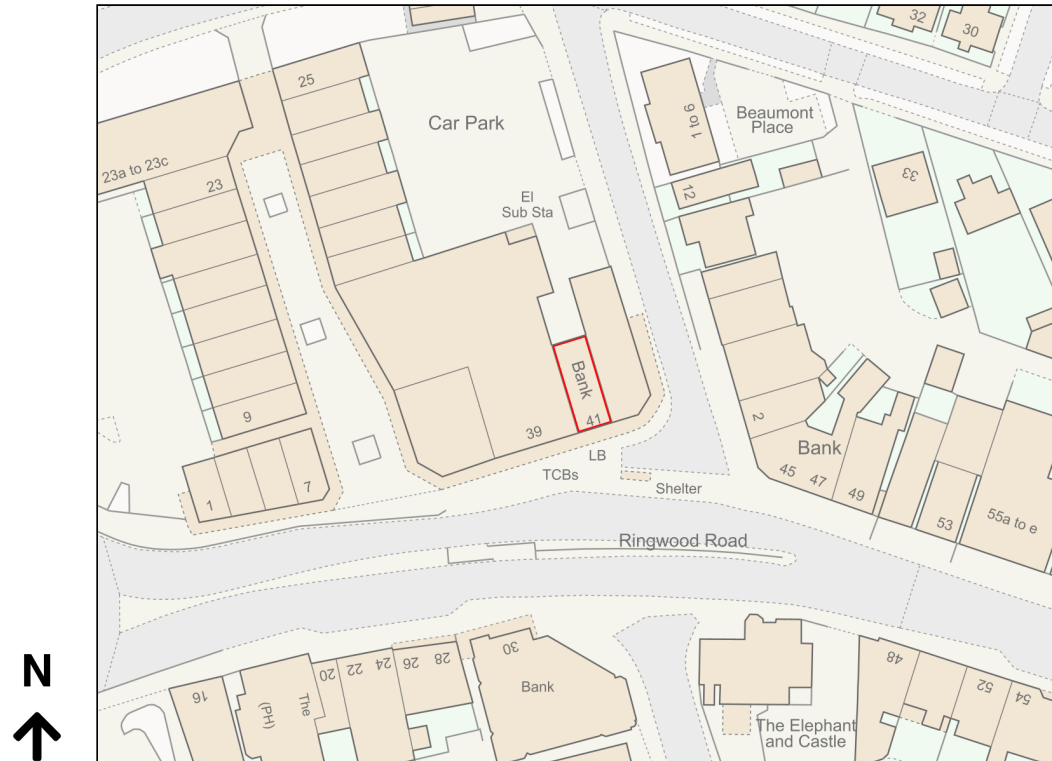 32
30
25
Car Park
1 to 6
Beaumont
Place
23a to 23c
23
12
33
El
Sub Sta
Bank
9
2
39
41
Bank
1
7
LB
45
47
49
TCBs
Shelter
53
55a to e
Ringwood Road
N
16
The
(PH)
20
22
24
26
28
30
Bank
48
52
54
The Elephant
and Castle